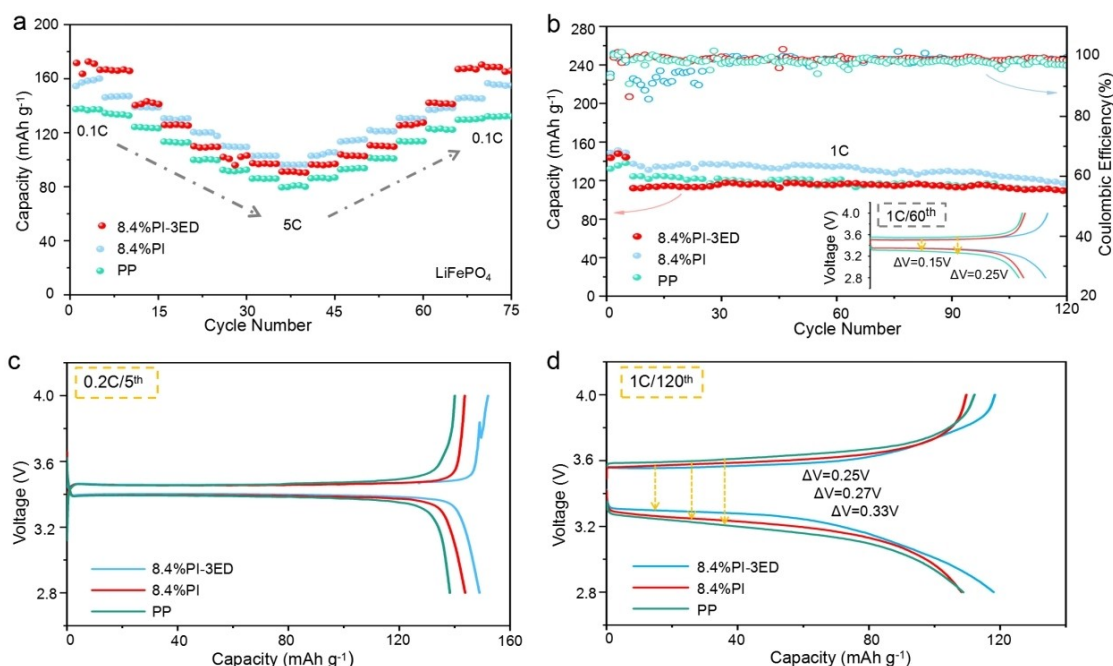 a
Capacity (mAh g⁻¹)
200
160
120
80
40
0
0.1C
5C
0.1C
8.4%PI-3ED
8.4%PI
PP
LiFePO₄
0
15
30
45
60
75
Cycle Number
b
Capacity (mAh g⁻¹)
280
240
200
160
120
80
40
0
1C
8.4%PI-3ED
8.4%PI
PP
1C/60ᵗʰ
Voltage (V)
4.0
3.6
3.2
2.8
ΔV=0.15V
ΔV=0.25V
100
80
60
40
20
Coulombic Efficiency(%)
0
30
60
90
120
Cycle Number
c
0.2C/5ᵗʰ
Voltage (V)
4.0
3.6
3.2
2.8
8.4%PI-3ED
8.4%PI
PP
0
40
80
120
160
Capacity (mAh g⁻¹)
d
1C/120ᵗʰ
Voltage (V)
4.0
3.6
3.2
2.8
ΔV=0.25V
ΔV=0.27V
ΔV=0.33V
8.4%PI-3ED
8.4%PI
PP
0
40
80
120
Capacity (mAh g⁻¹)